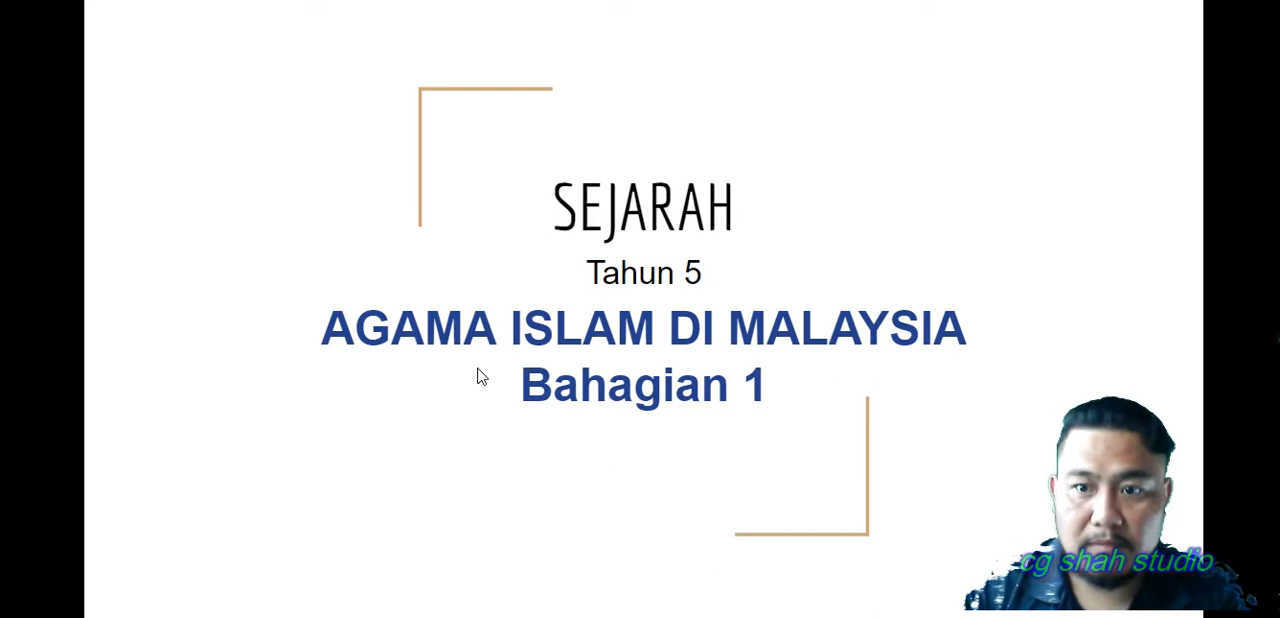 SEJARAH
Tahun 5
AGAMA ISLAM DI MALAYSIA
Bahagian 1
cg shah studio